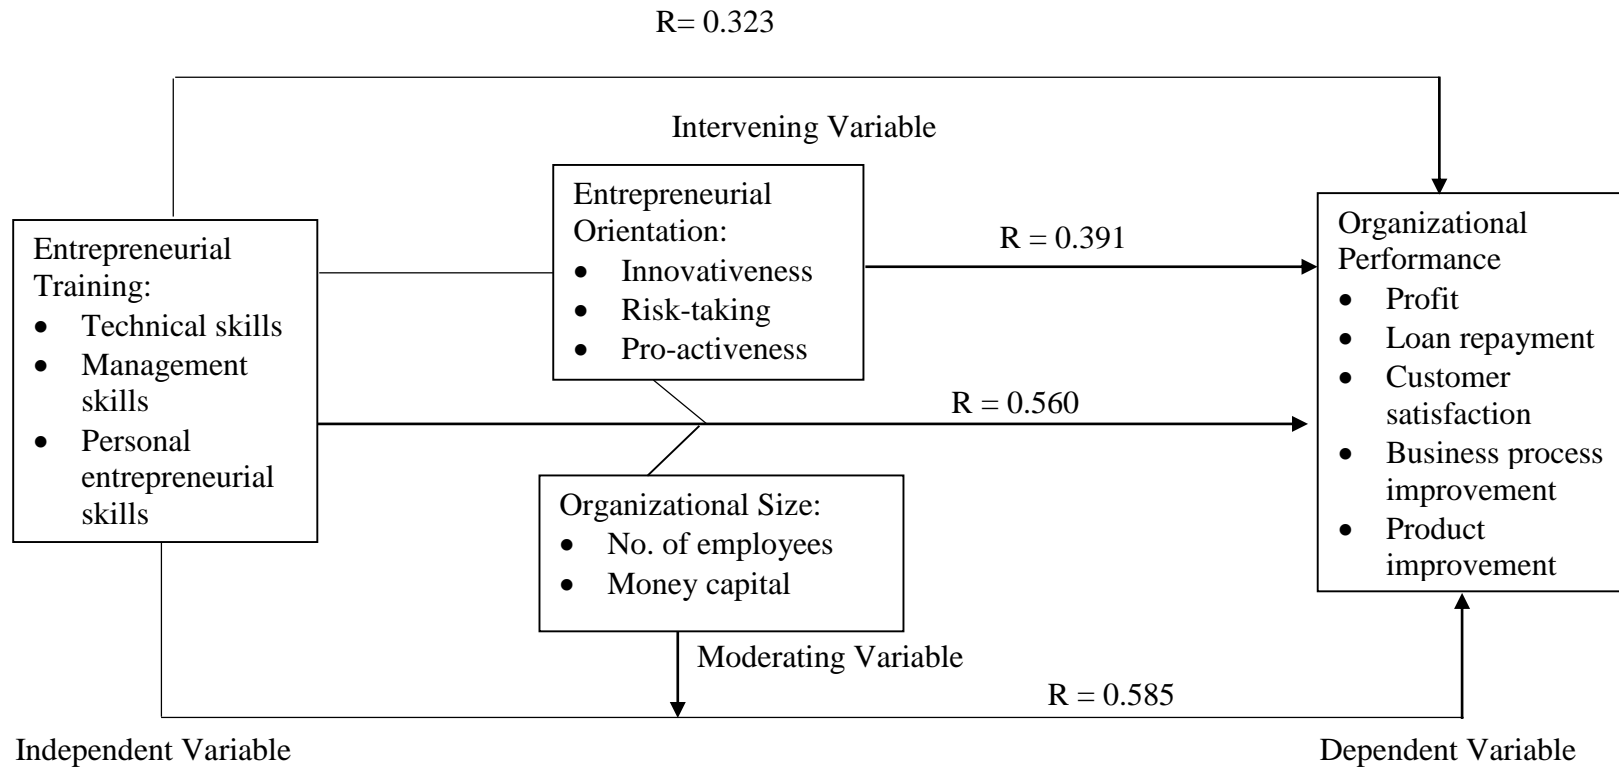 R= 0.323
Intervening Variable
Entrepreneurial
Training:
• Technical skills
• Management
skills
• Personal
entrepreneurial
skills
Entrepreneurial
Orientation:
• Innovativeness
• Risk-taking
• Pro-activeness
R = 0.391
R = 0.560
Organizational Size:
• No. of employees
• Money capital
Moderating Variable
R = 0.585
Organizational
Performance
• Profit
• Loan repayment
• Customer
satisfaction
• Business process
improvement
• Product
improvement
Independent Variable
Dependent Variable